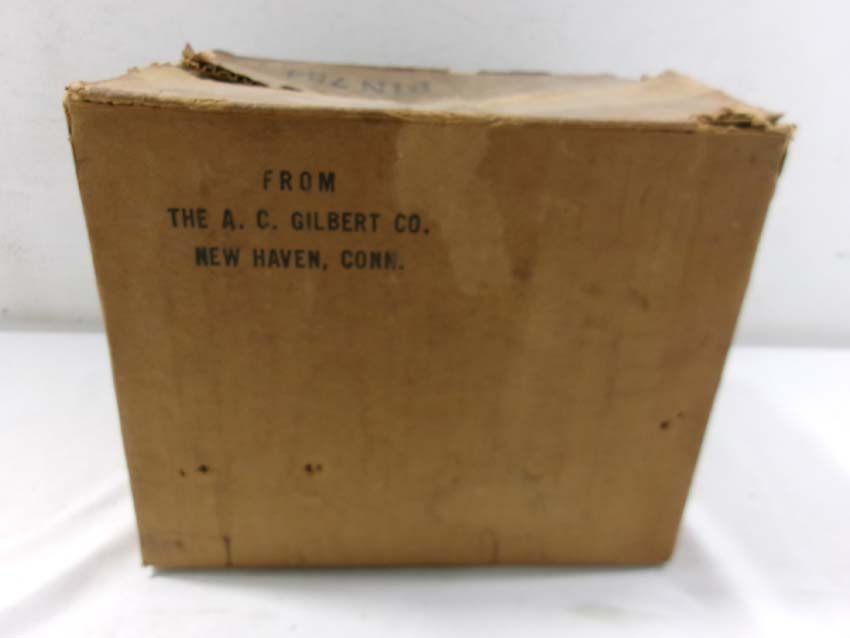 FROM
THE A. C. GILBERT CO.
NEW HAVEN, CONN.